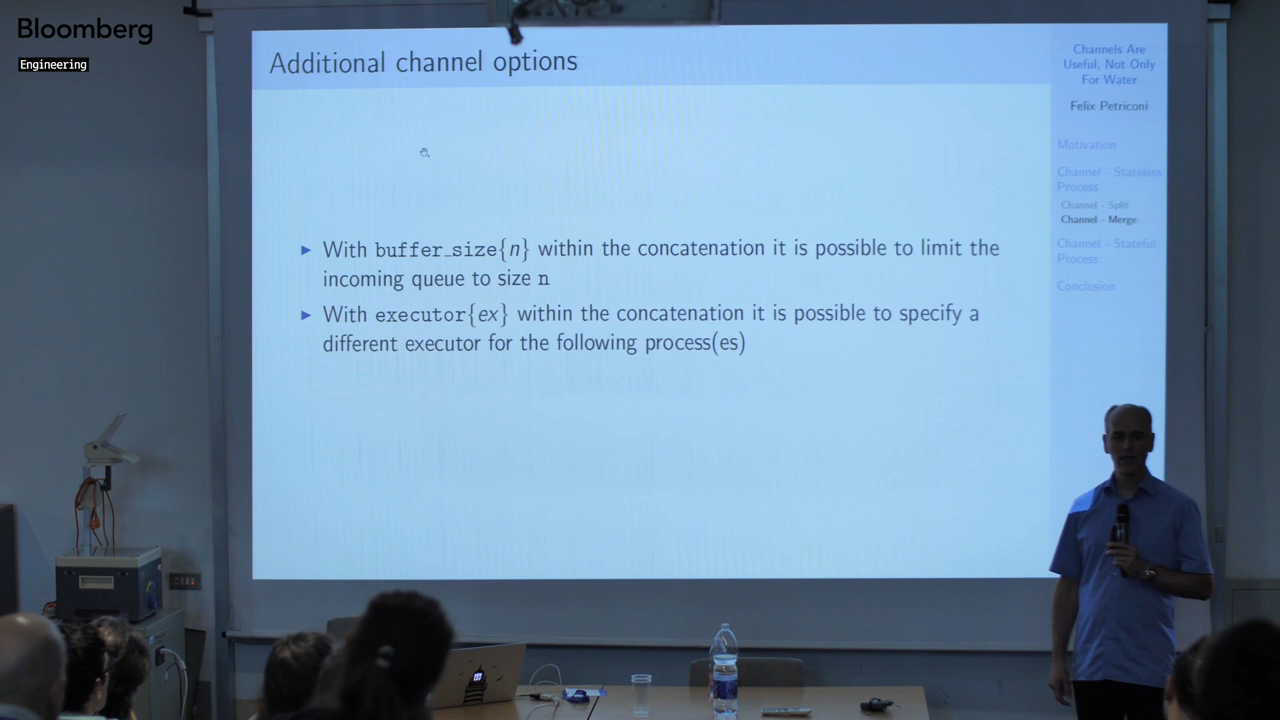 Bloomberg
Engineering
Additional channel options
▶ With buffer_size{n} within the concatenation it is possible to limit the
incoming queue to size n
▶ With executor{ex} within the concatenation it is possible to specify a
different executor for the following process(es)
Channels Are
Useful, Not Only
For Water
Felix Petriconi
Motivation
Channel - Stateless
Process
Channel - Split
Channel - Merge
Channel - Stateful
Process
Conclusion